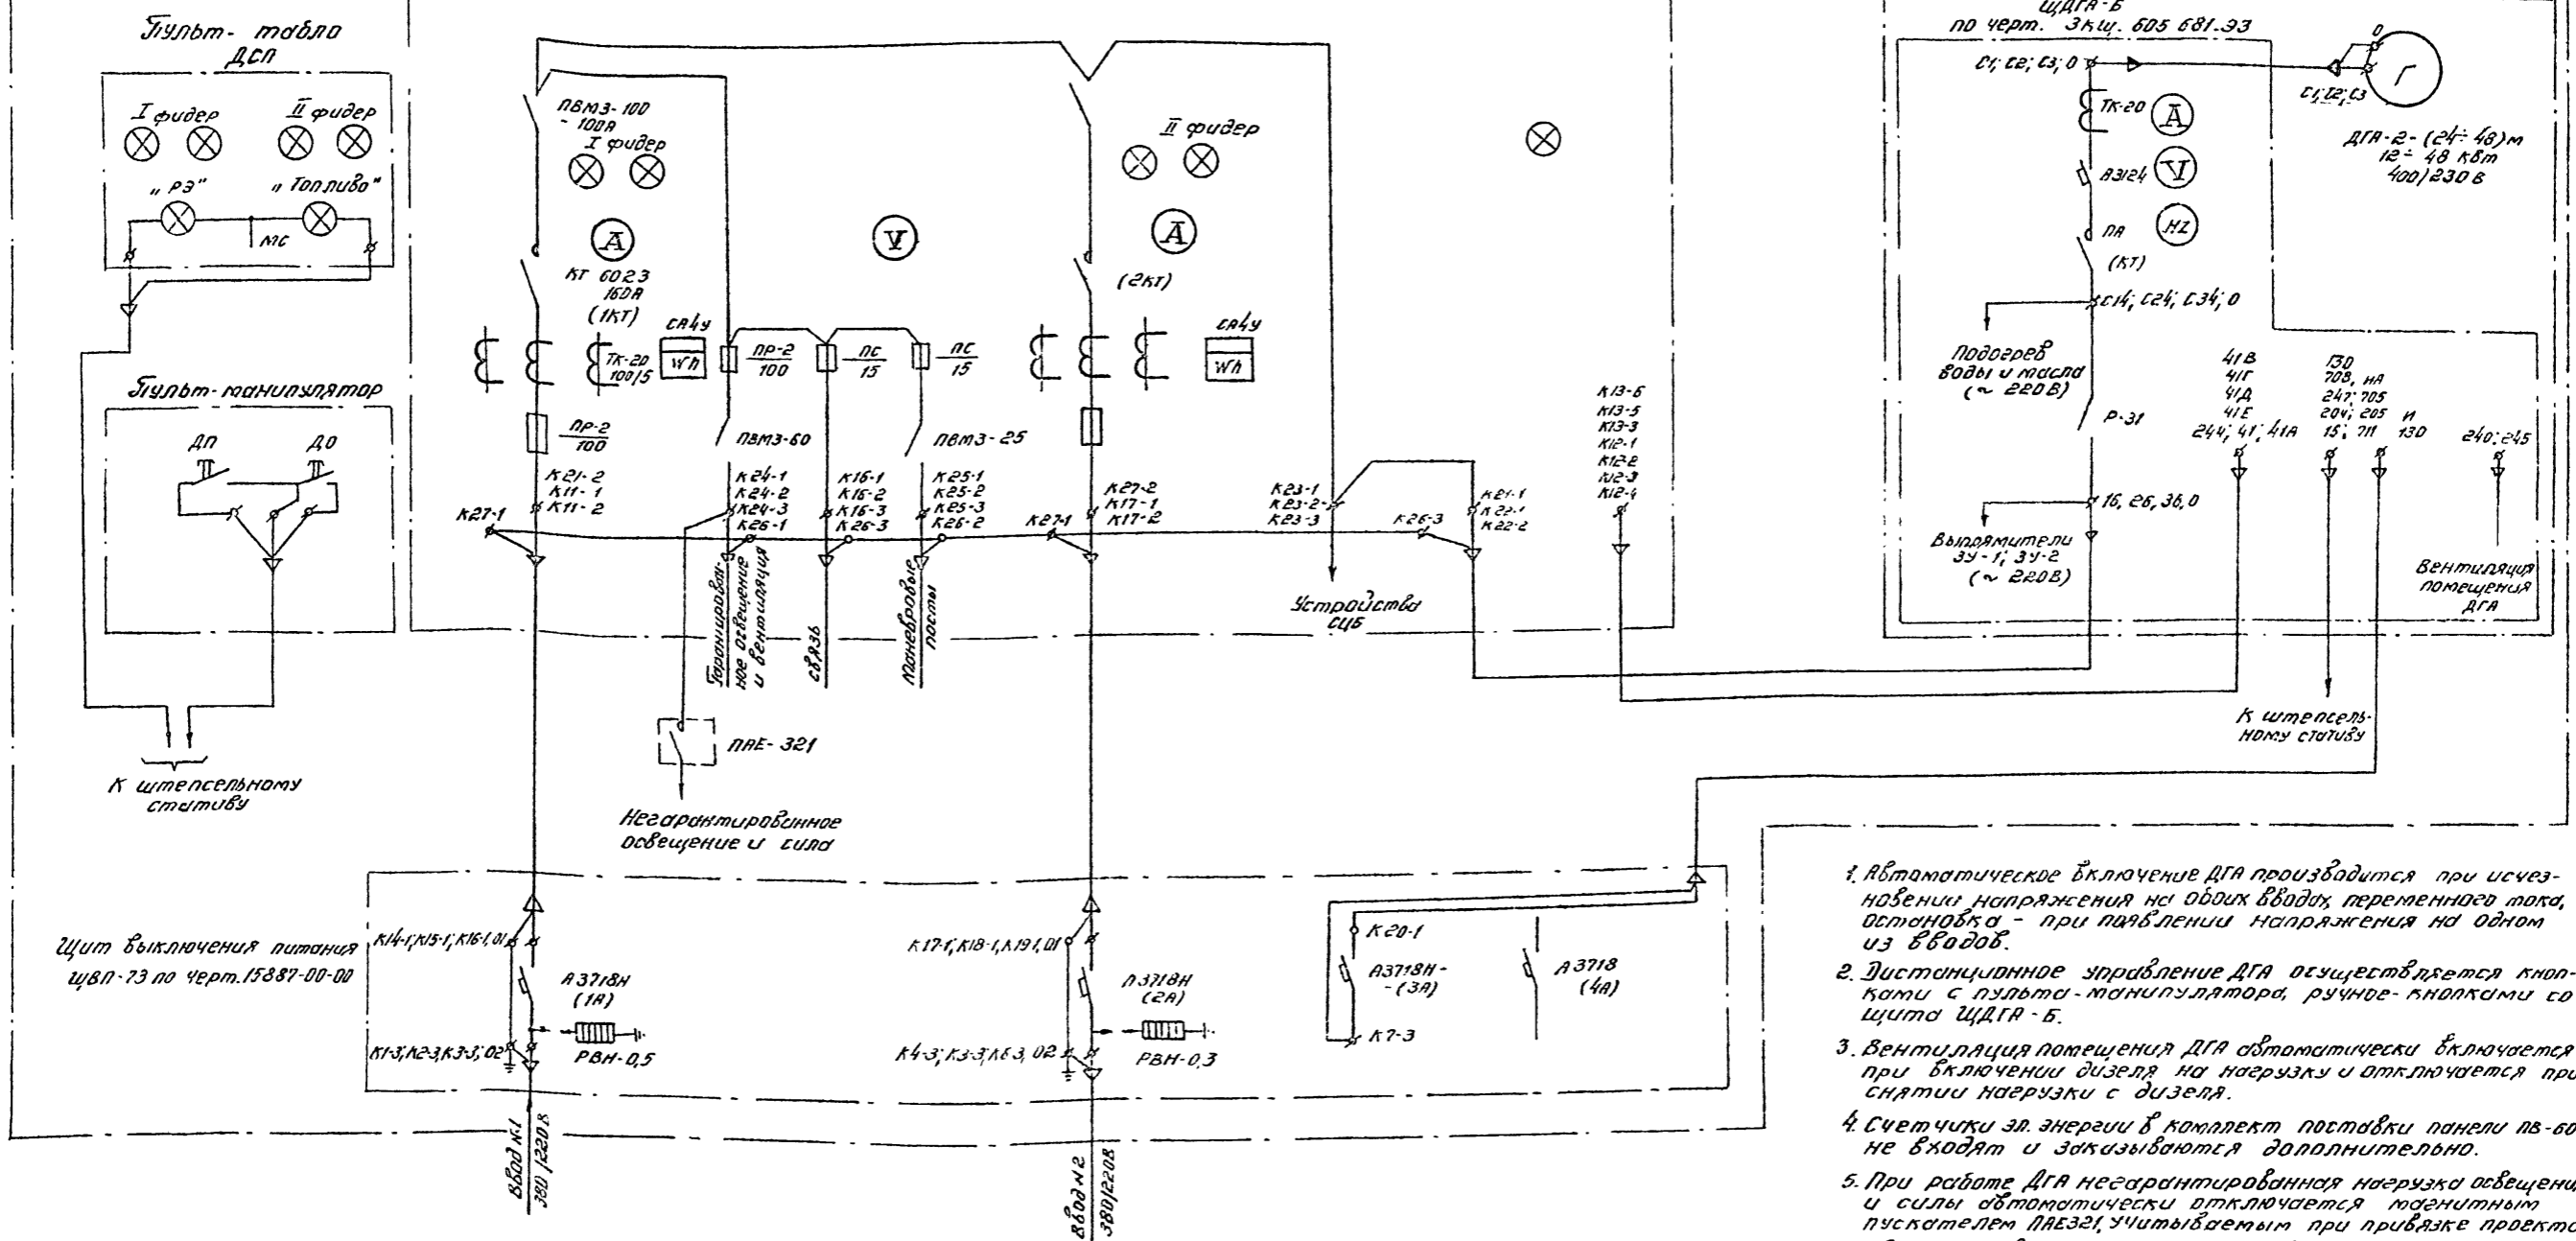 Пульт-табло
ДСП
I фидер
II фидер
"РЭ"
"Топливо"
МС
Пульт-манипулятор
ДП
ДО
К штепсельному
стативу
ПВМЗ-100
-100А
I фидер
A
КТ 6023
160А
(1КТ)
ТК-20
100/5
СА4У
Wh
ПР-2
100
ПР-2
100
ПС
15
ПС
15
V
ПВМЗ-60
ПВМЗ-25
II фидер
A
(2КТ)
СА4У
Wh
К27-1
К21-2
К11-1
К11-2
К24-1
К24-2
К24-3
К26-1
К16-1
К16-2
К16-3
К26-3
К25-1
К25-2
К25-3
К26-2
К27-1
К27-2
К17-1
К17-2
К23-1
К23-2
К23-3
К26-3
К21-1
К22-1
К22-2
К13-6
К13-5
К13-3
К12-1
К12-2
К12-3
К12-4
Гарантирован-
ное освещение
и вентиляция
связь
Маневровые
посты
Устройства
СЦБ
ПАЕ-321
Негарантированное
освещение и сила
ЩДГА-Б
по черт. 3кщ. 605 681-Э3
С1; С2; С3; 0
0
С1; С2; С3
Г
ДГА-2-(24÷48)м
12÷48 кВт
400/230 В
ТК-20
A
А3124
V
ПА
(КТ)
HZ
С14; С24; С34; 0
Подогрев
воды и масла
(~ 220В)
Р-31
16, 26, 36, 0
Выпрямители
ЗУ-1; ЗУ-2
(~ 220В)
41В
41Г
41Д
41Е
244; 41; 41А
130
70В, НА
247; 705
204; 205
15; 711
И
130
240; 245
Вентиляция
помещения
ДГА
К штепсель-
ному стативу
Щит выключения питания
ЩВП-73 по черт. 15887-00-00
К14-1; К15-1; К16-1, 01
А3718Н
(1А)
РВН-0,5
К1-3; К2-3, К3-3; 02
Ввод №1
380/220В
К17-1; К18-1, К19-1, 01
А3718Н
(2А)
РВН-0,3
К4-3; К3-3; К6-3, 02
Ввод №2
380/220В
К20-1
А3718Н-
-(3А)
К7-3
А3718
(4А)
1. Автоматическое включение ДГА производится при исчез-
новении напряжения на обоих вводах, переменного тока,
остановка - при появлении напряжения на одном
из вводов.
2. Дистанционное управление ДГА осуществляется кноп-
ками с пульта-манипулятора, ручное-кнопками со
щита ЩДГА-Б.
3. Вентиляция помещения ДГА автоматически включается
при включении дизеля на нагрузку и отключается при
снятии нагрузки с дизеля.
4. Счетчики эл. энергии в комплект поставки панели ПВ-60
не входят и заказываются дополнительно.
5. При работе ДГА негарантированная нагрузка освещения
и силы автоматически отключается магнитным
пускателем ПАЕ321, учитываемым при привязке проекта